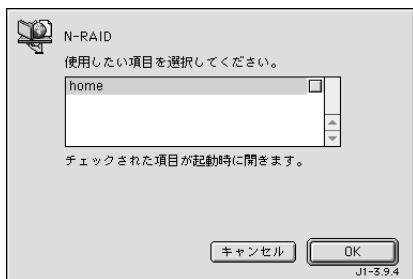 N-RAID
使用したい項目を選択してください。
home
チェックされた項目が起動時に開きます。
キャンセル
OK
J1-3.9.4